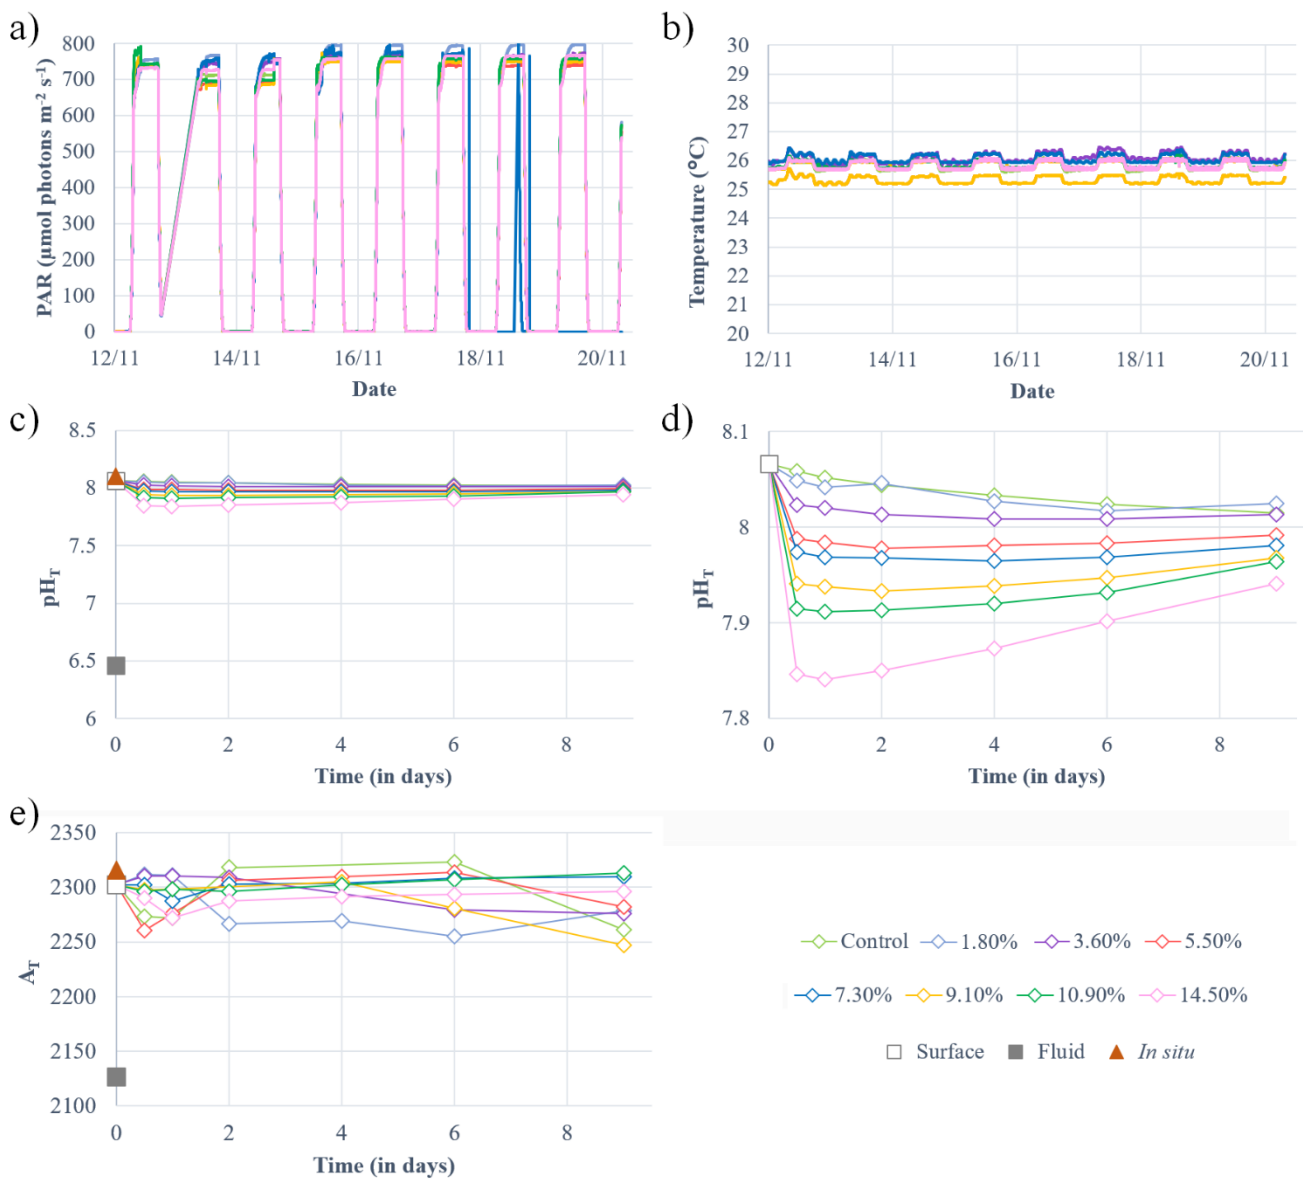 a)
800
700
600
500
400
300
200
100
0
PAR (µmol photons m⁻² s⁻¹)
12/11 14/11 16/11 18/11 20/11
Date
b)
30
29
28
27
26
25
24
23
22
21
20
Temperature (°C)
12/11 14/11 16/11 18/11 20/11
Date
c)
8.5
8
7.5
7
6.5
6
pH_T
0 2 4 6 8
Time (in days)
d)
8.1
8
7.9
7.8
pH_T
0 2 4 6 8
Time (in days)
e)
2350
2300
2250
2200
2150
2100
A_T
0 2 4 6 8
Time (in days)
Control 1.80% 3.60% 5.50%
7.30% 9.10% 10.90% 14.50%
Surface Fluid In situ